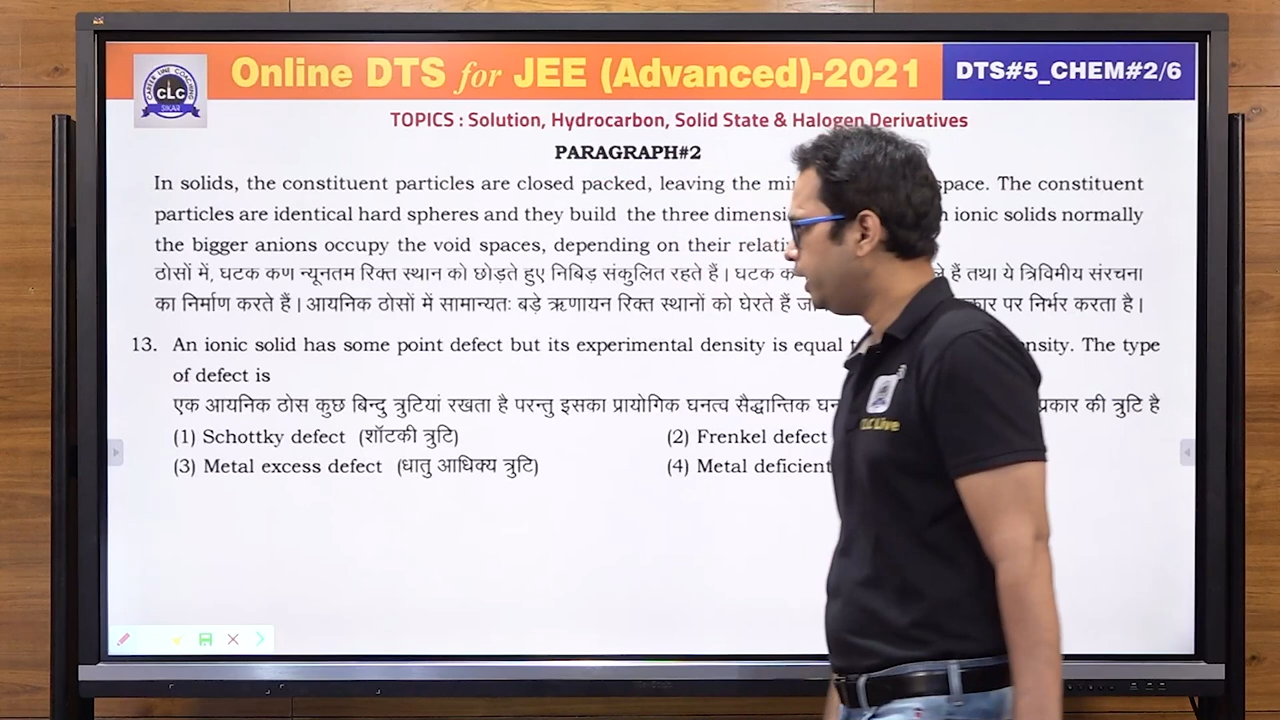 Online DTS for JEE (Advanced)-2021
DTS#5_CHEM#2/6
CAREER LINE COACHING
CLC
SIKAR
TOPICS : Solution, Hydrocarbon, Solid State & Halogen Derivatives
PARAGRAPH#2
In solids, the constituent particles are closed packed, leaving the space. The constituent
particles are identical hard spheres and they build the three ionic solids normally
the bigger anions occupy the void spaces, depending on their
ठोसों में, घटक कण न्यूनतम रिक्त स्थान को छोड़ते हुए निबिड़ संकुलित रहते हैं। घटक हैं तथा ये त्रिविमीय संरचना
का निर्माण करते हैं। आयनिक ठोसों में सामान्यतः बड़े ऋणायन रिक्त स्थानों को घेरते हैं पर निर्भर करता है।
13. An ionic solid has some point defect but its experimental density is equal The type
of defect is
एक आयनिक ठोस कुछ बिन्दु त्रुटियां रखता है परन्तु इसका प्रायोगिक घनत्व सैद्धान्तिक प्रकार की त्रुटि है
(1) Schottky defect (शॉटकी त्रुटि)
(2) Frenkel defect
(3) Metal excess defect (धातु आधिक्य त्रुटि)
(4) Metal deficient
CLC Live